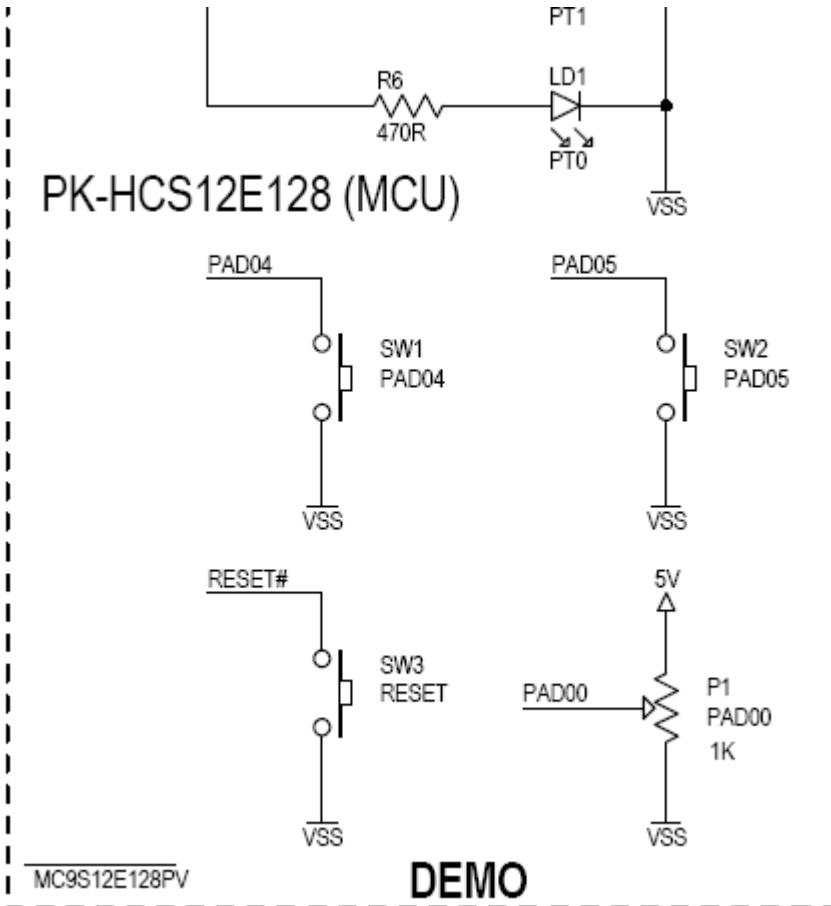 PT1
R6
470R
LD1
PT0
PK-HCS12E128 (MCU)
VSS
PAD04
SW1
PAD04
VSS
PAD05
SW2
PAD05
VSS
RESET#
SW3
RESET
VSS
5V
PAD00
P1
PAD00
1K
VSS
MC9S12E128PV
DEMO